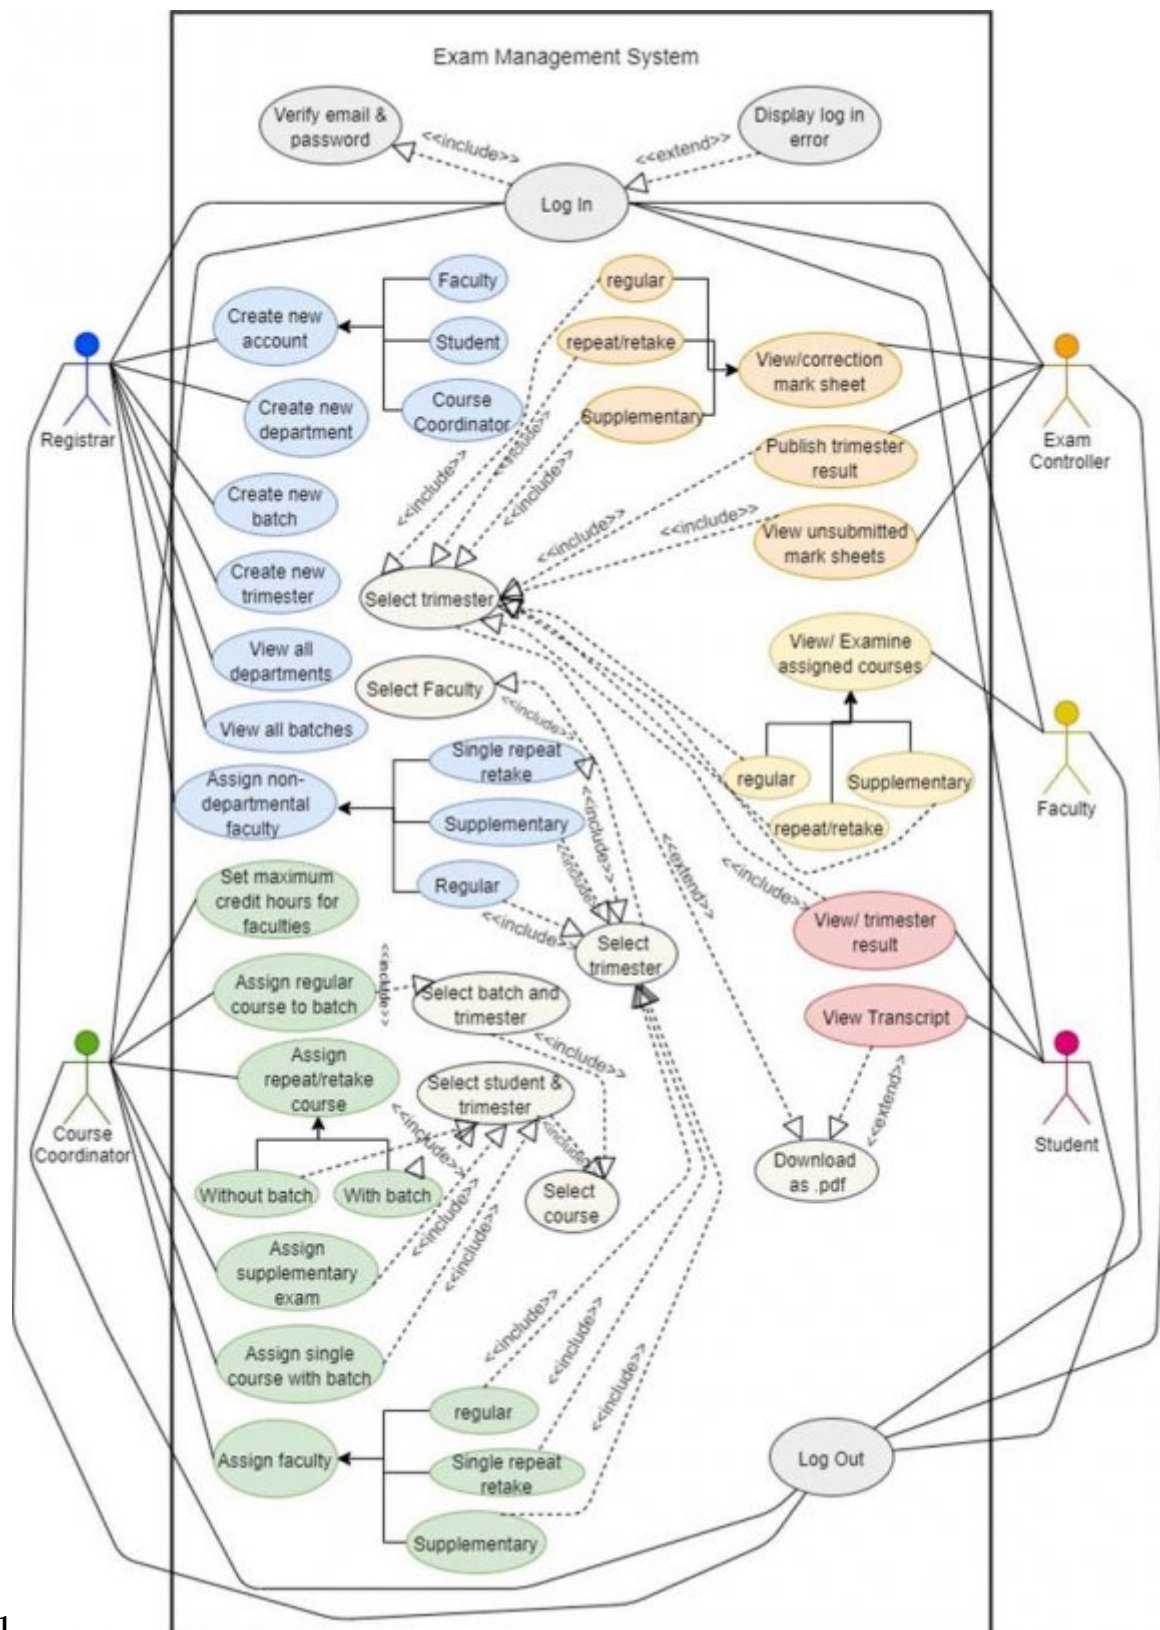 Exam Management System
Verify email &
password
Display log in
error
<<include>>
<<extend>>
Log In
Faculty
regular
Create new
account
Student
repeat/retake
View/correction
mark sheet
Registrar
Create new
department
Course
Coordinator
Supplementary
Exam
Controller
Publish trimester
result
<<include>>
<<include>>
<<include>>
Create new
batch
<<include>>
<<include>>
View unsubmitted
mark sheets
Create new
trimester
Select trimester
View all
departments
View/ Examine
assigned courses
Select Faculty
<<include>>
View all batches
Single repeat
retake
regular
Supplementary
Faculty
Assign non-
departmental
faculty
Supplementary
repeat/retake
<<include>>
<<include>>
<<extend>>
<<include>>
Set maximum
credit hours for
faculties
Regular
<<include>>
Select
trimester
View/ trimester
result
<<include>>
Assign regular
course to batch
Select batch and
trimester
View Transcript
<<include>>
Assign
repeat/retake
course
Select student &
trimester
<<extend>>
Course
Coordinator
<<include>>
Student
Without batch
With batch
Select
course
Download
as .pdf
<<include>>
<<include>>
Assign
supplementary
exam
Assign single
course with batch
<<include>>
<<include>>
<<include>>
regular
Assign faculty
Single repeat
retake
Log Out
Supplementary
1